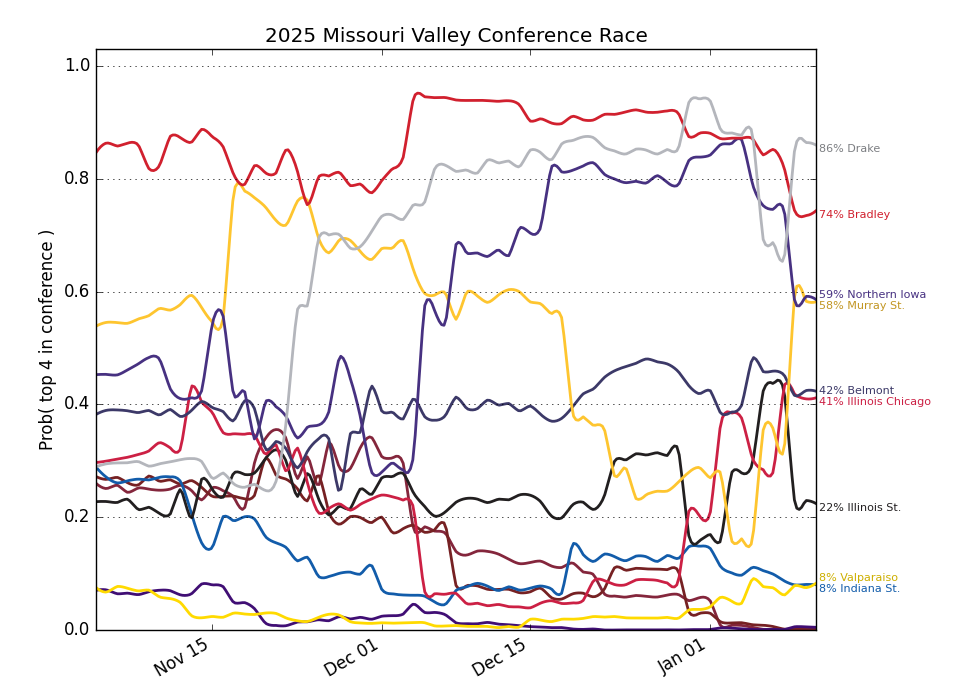 2025 Missouri Valley Conference Race
1.0
0.8
0.6
0.4
0.2
0.0
Prob( top 4 in conference )
Nov 15
Dec 01
Dec 15
Jan 01
86% Drake
74% Bradley
59% Northern Iowa
58% Murray St.
42% Belmont
41% Illinois Chicago
22% Illinois St.
8% Valparaiso
8% Indiana St.